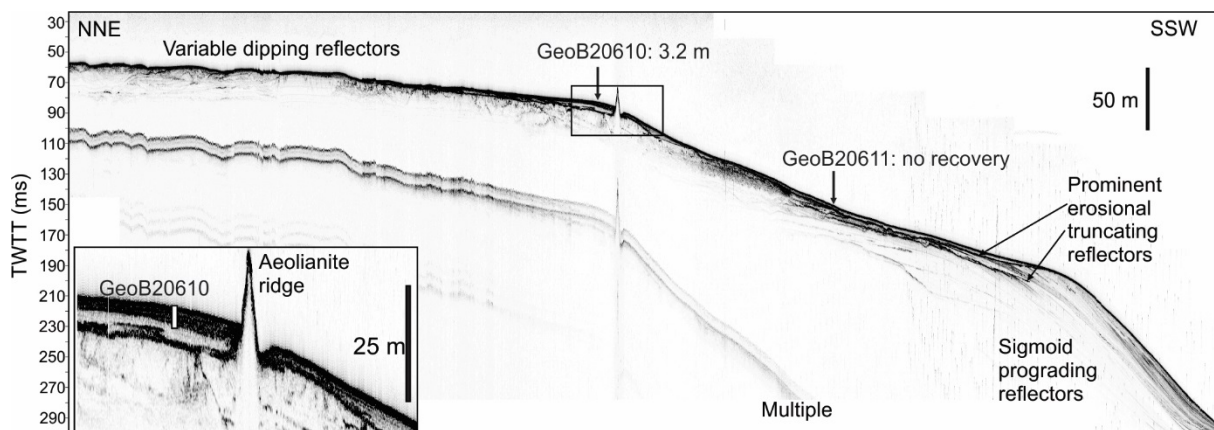 NNE
SSW
Variable dipping reflectors
GeoB20610: 3.2 m
50 m
GeoB20611: no recovery
Prominent
erosional
truncating
reflectors
Sigmoid
prograding
reflectors
Multiple
Aeolianite
ridge
GeoB20610
25 m
TWTT (ms)
30
50
70
90
110
130
150
170
190
210
230
250
270
290